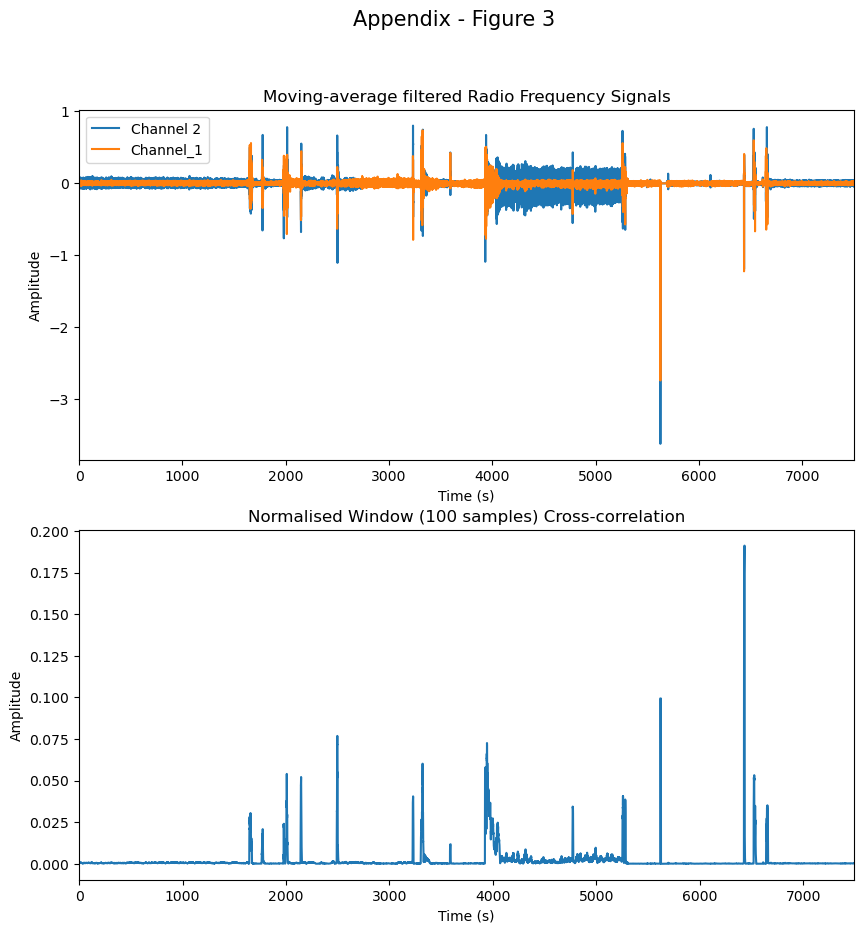 Appendix - Figure 3
Moving-average filtered Radio Frequency Signals
Channel 2
Channel_1
1
0
−1
−2
−3
Amplitude
0 1000 2000 3000 4000 5000 6000 7000
Time (s)
Normalised Window (100 samples) Cross-correlation
0.200
0.175
0.150
0.125
0.100
0.075
0.050
0.025
0.000
Amplitude
0 1000 2000 3000 4000 5000 6000 7000
Time (s)